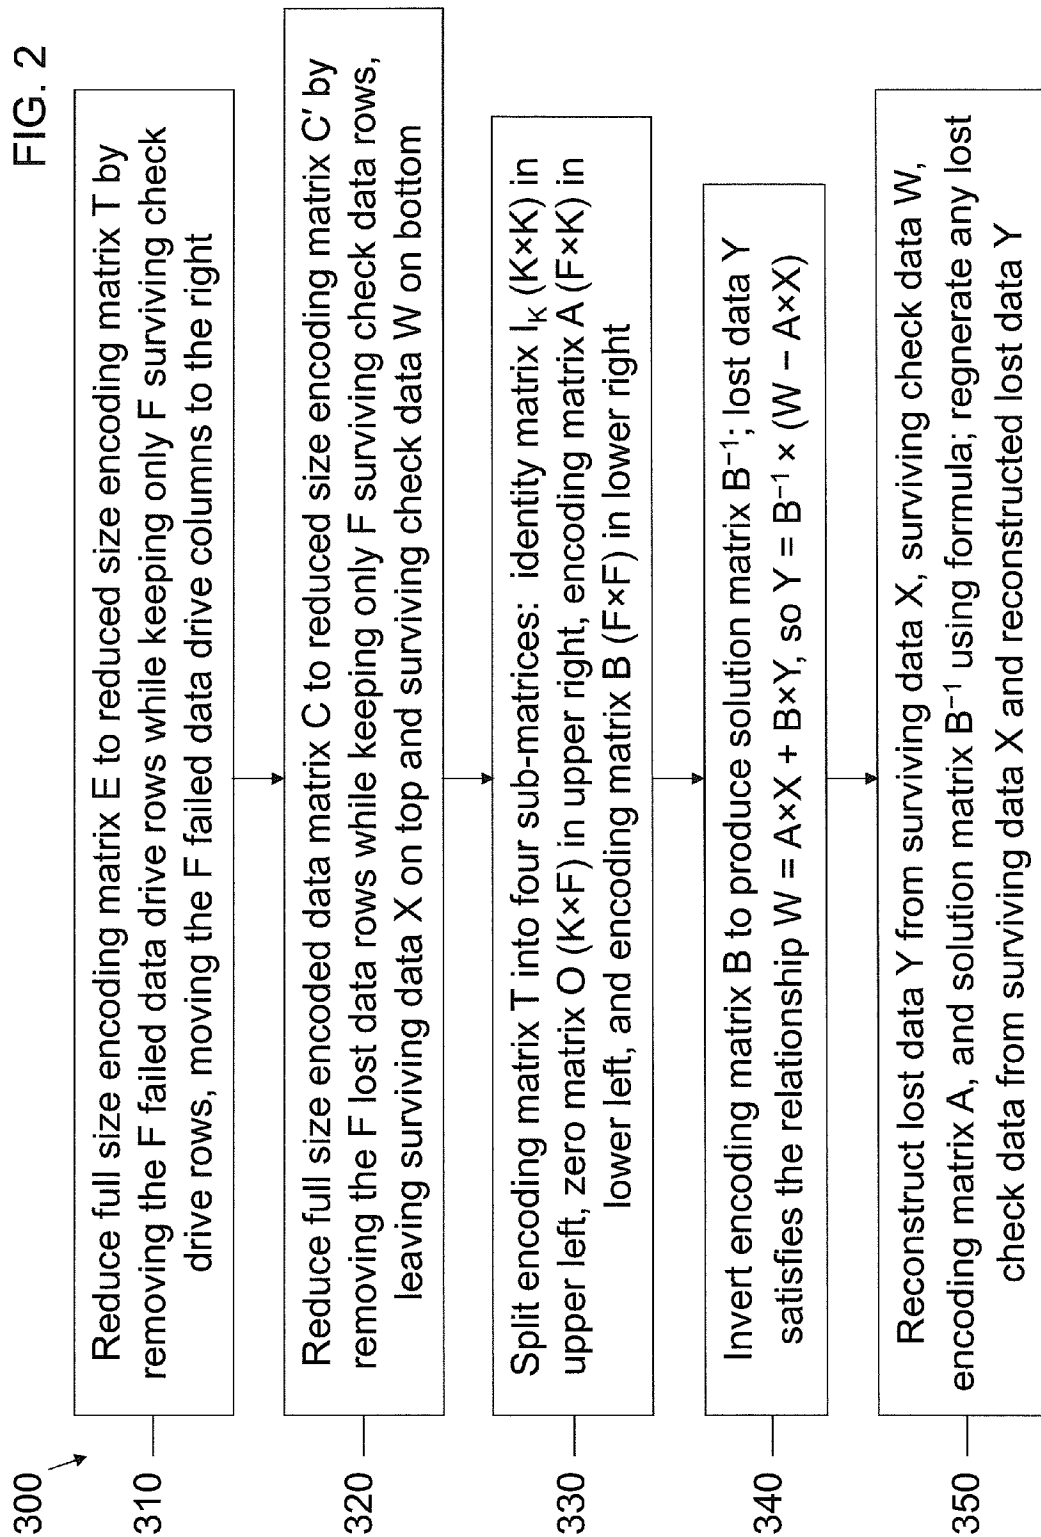 FIG. 2
300
310
Reduce full size encoding matrix E to reduced size encoding matrix T by
removing the F failed data drive rows while keeping only F surviving check
drive rows, moving the F failed data drive columns to the right
320
Reduce full size encoded data matrix C to reduced size encoding matrix C′ by
removing the F lost data rows while keeping only F surviving check data rows,
leaving surviving data X on top and surviving check data W on bottom
330
Split encoding matrix T into four sub-matrices: identity matrix I_K (K×K) in
upper left, zero matrix O (K×F) in upper right, encoding matrix A (F×K) in
lower left, and encoding matrix B (F×F) in lower right
340
Invert encoding matrix B to produce solution matrix B⁻¹; lost data Y
satisfies the relationship W = A×X + B×Y, so Y = B⁻¹ × (W – A×X)
350
Reconstruct lost data Y from surviving data X, surviving check data W,
encoding matrix A, and solution matrix B⁻¹ using formula; regnerate any lost
check data from surviving data X and reconstructed lost data Y